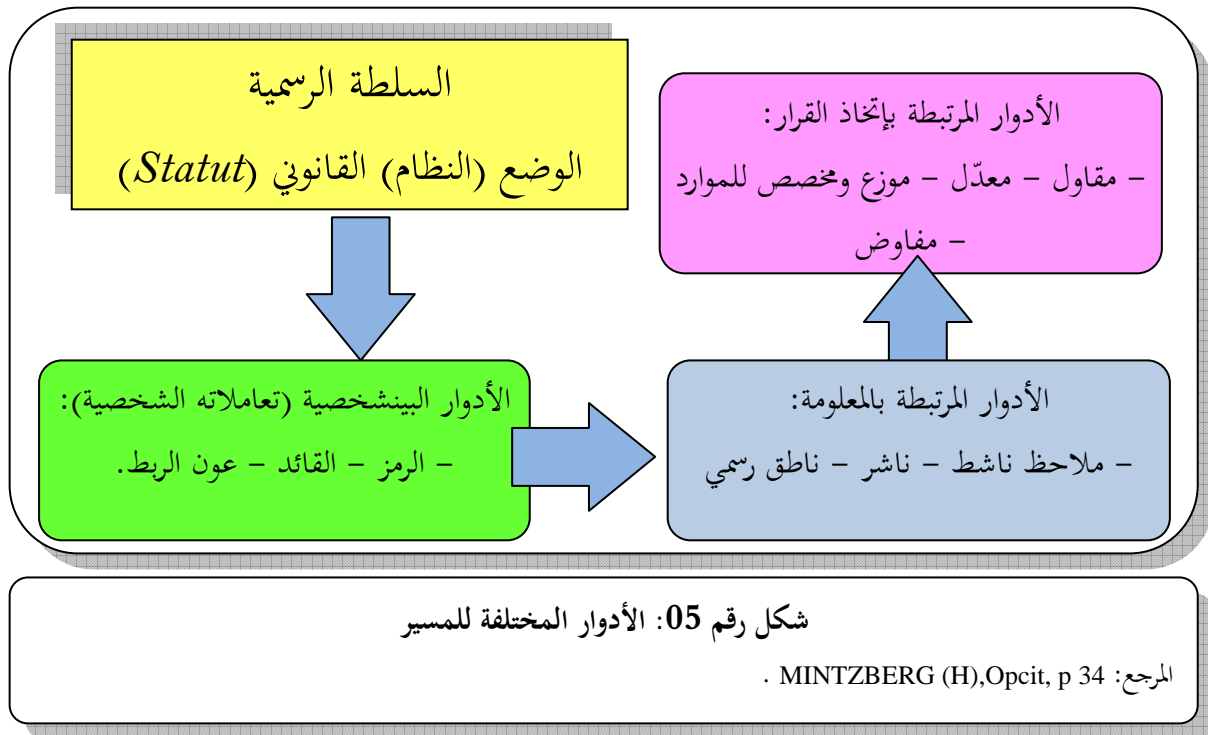 السلطة الرسمية
الوضع (النظام) القانوني (Statut)
الأدوار المرتبطة بإتخاذ القرار:
– مقاول – معدّل – موزع ومخصص للموارد
– مفاوض
الأدوار البينشخصية (تعاملاته الشخصية):
– الرمز – القائد – عون الربط.
الأدوار المرتبطة بالمعلومة:
– ملاحظ ناشط – ناشر – ناطق رسمي
شكل رقم 05: الأدوار المختلفة للمسير
المرجع: MINTZBERG (H),Opcit, p 34 .